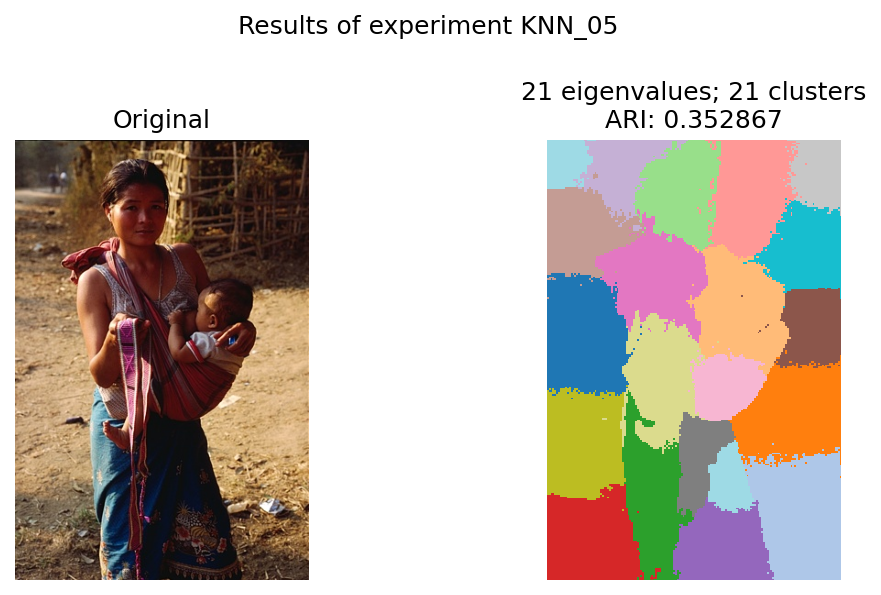 Results of experiment KNN_05
Original
21 eigenvalues; 21 clusters
ARI: 0.352867